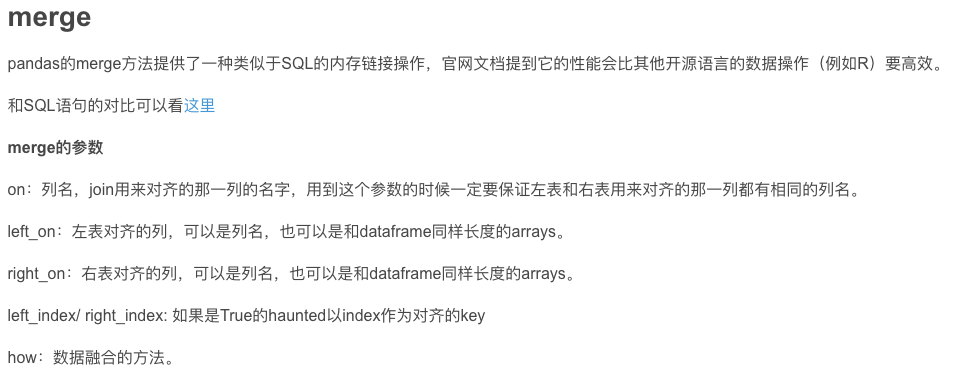 merge
pandas的merge方法提供了一种类似于SQL的内存链接操作，官网文档提到它的性能会比其他开源语言的数据操作（例如R）要高效。
和SQL语句的对比可以看这里
merge的参数
on：列名，join用来对齐的那一列的名字，用到这个参数的时候一定要保证左表和右表用来对齐的那一列都有相同的列名。
left_on：左表对齐的列，可以是列名，也可以是和dataframe同样长度的arrays。
right_on：右表对齐的列，可以是列名，也可以是和dataframe同样长度的arrays。
left_index/ right_index: 如果是True的haunted以index作为对齐的key
how：数据融合的方法。